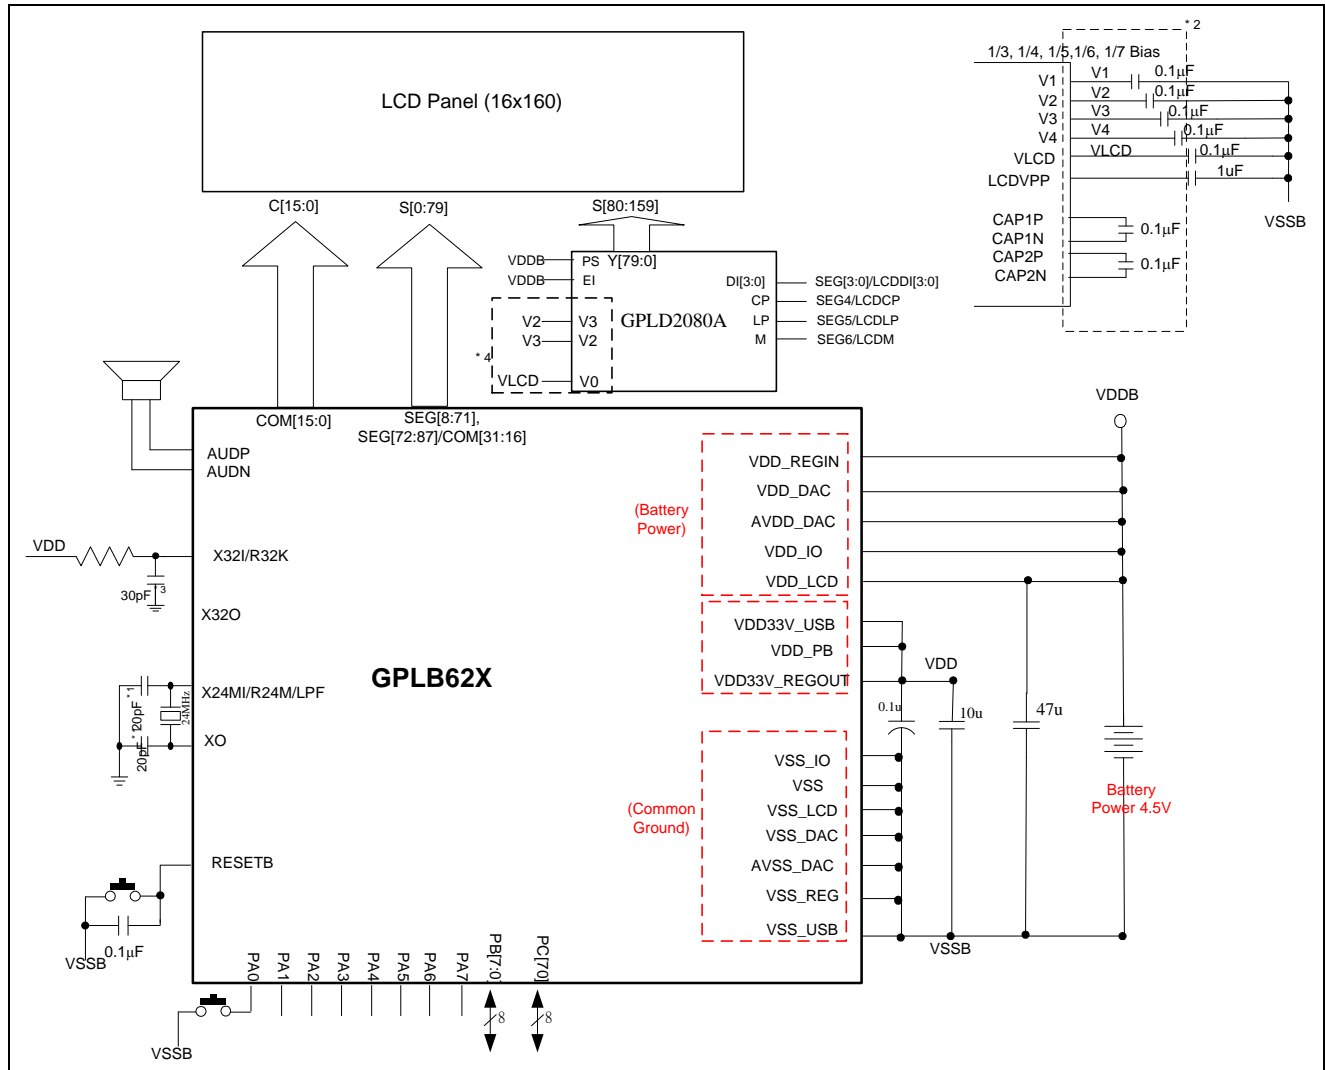 * 2
1/3, 1/4, 1/5,1/6, 1/7 Bias
V1 V1 0.1µF
V2 V2 0.1µF
V3 V3 0.1µF
V4 V4 0.1µF
VLCD VLCD 0.1µF
LCDVPP 1uF
VSSB
CAP1P
CAP1N 0.1µF
CAP2P
CAP2N 0.1µF
LCD Panel (16x160)
C[15:0] S[0:79] S[80:159]
VDDB PS Y[79:0]
VDDB EI
DI[3:0] SEG[3:0]/LCDDI[3:0]
CP SEG4/LCDCP
GPLD2080A
LP SEG5/LCDLP
M SEG6/LCDM
V2 V3
V3 V2
* 4
VLCD V0
COM[15:0]
SEG[8:71],
SEG[72:87]/COM[31:16]
AUDP
AUDN
VDD X32I/R32K
30pF * 3
X32O
X24MI/R24M/LPF
20pF *1
24MHz
20pF *1
XO
GPLB62X
RESETB
0.1µF
VSSB
PA0
PA1
PA2
PA3
PA4
PA5
PA6
PA7
PB[7:0]
PC[70]
8
8
VSSB
(Battery
Power)
VDD_REGIN
VDD_DAC
AVDD_DAC
VDD_IO
VDD_LCD
VDD33V_USB
VDD_PB
VDD33V_REGOUT
(Common
Ground)
VSS_IO
VSS
VSS_LCD
VSS_DAC
AVSS_DAC
VSS_REG
VSS_USB
VDDB
VDD
0.1u
10u
47u
Battery
Power 4.5V
VSSB